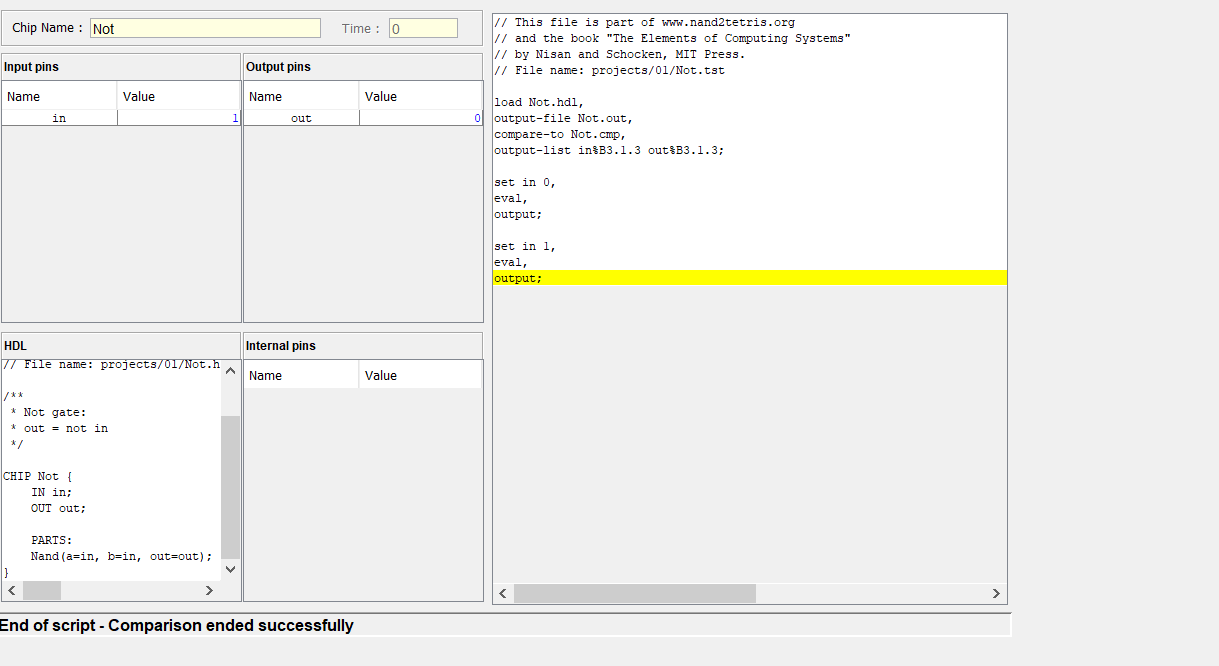 Chip Name : Not Time : 0
Input pins
Name Value
in 1
Output pins
Name Value
out 0
HDL
// File name: projects/01/Not.h
/**
* Not gate:
* out = not in
*/
CHIP Not {
IN in;
OUT out;
PARTS:
Nand(a=in, b=in, out=out);
}
Internal pins
Name Value
// This file is part of www.nand2tetris.org
// and the book "The Elements of Computing Systems"
// by Nisan and Schocken, MIT Press.
// File name: projects/01/Not.tst
load Not.hdl,
output-file Not.out,
compare-to Not.cmp,
output-list in%B3.1.3 out%B3.1.3;
set in 0,
eval,
output;
set in 1,
eval,
output;
End of script - Comparison ended successfully